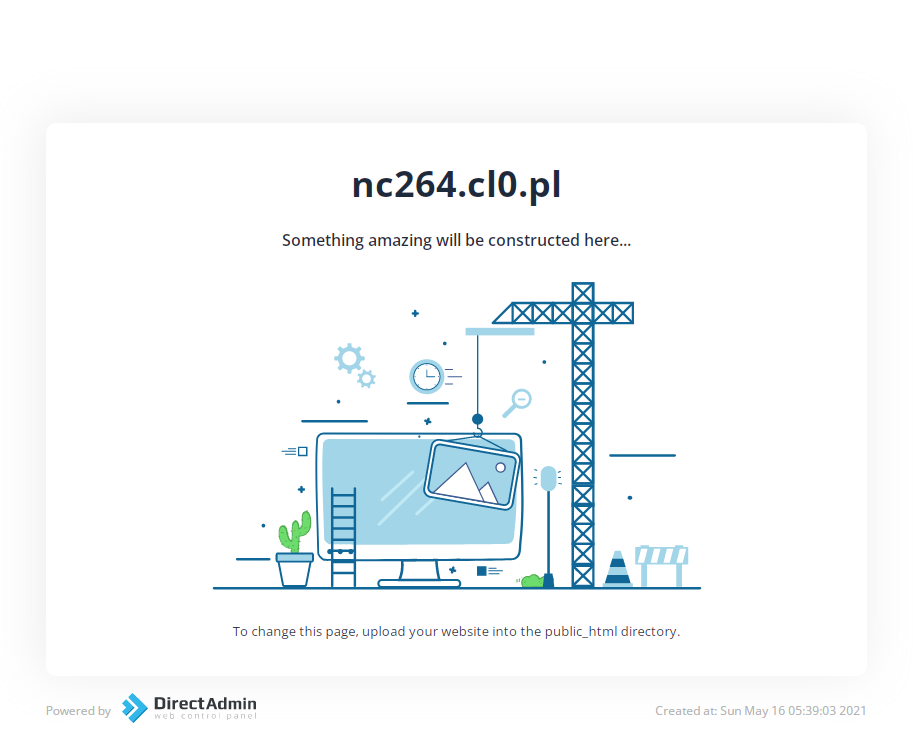 nc264.cl0.pl
Something amazing will be constructed here...
To change this page, upload your website into the public_html directory.
Powered by DirectAdmin
web control panel
Created at: Sun May 16 05:39:03 2021